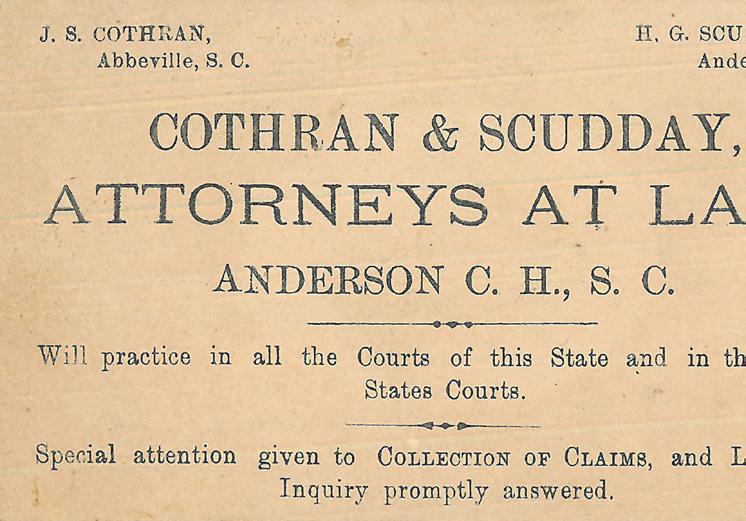 J. S. COTHRAN, H. G. SCU
Abbeville, S. C. Ande
COTHRAN & SCUDDAY,
ATTORNEYS AT LA
ANDERSON C. H., S. C.
Will practice in all the Courts of this State and in th
States Courts.
Special attention given to COLLECTION OF CLAIMS, and L
Inquiry promptly answered.